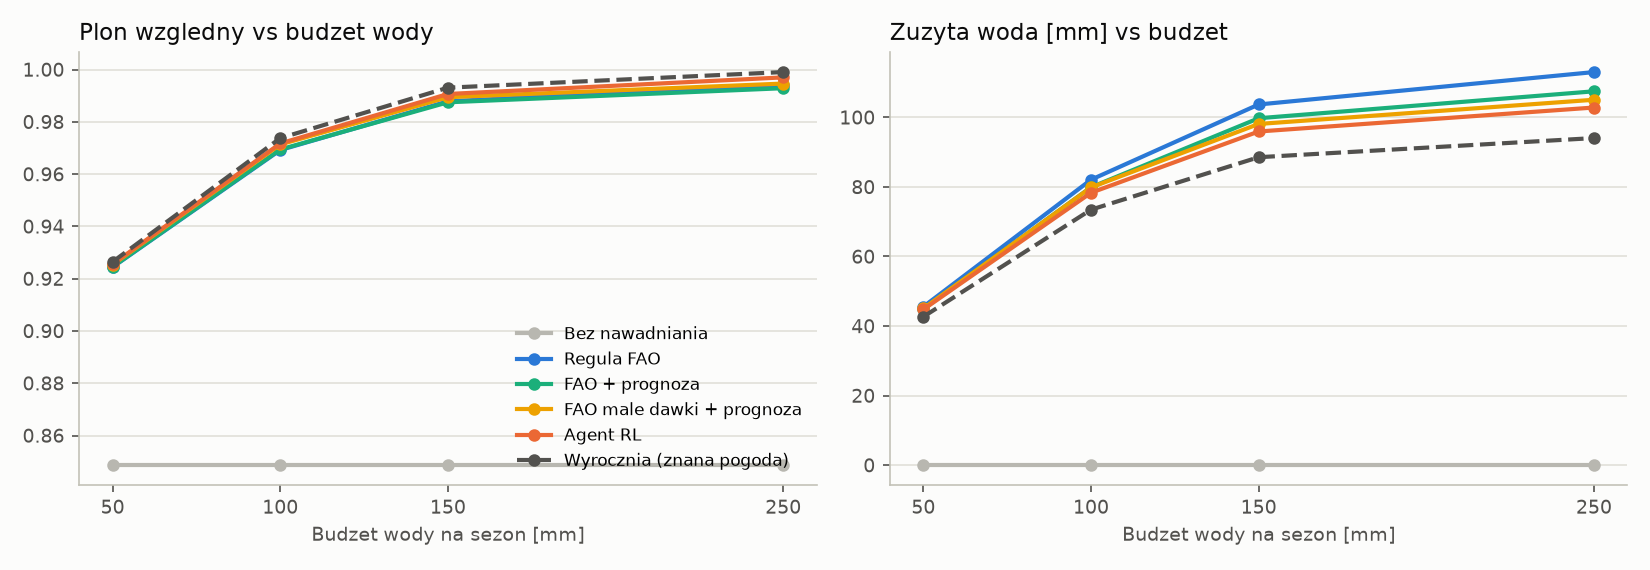 Plon wzgledny vs budzet wody
1.00
0.98
0.96
0.94
0.92
0.90
0.88
0.86
Bez nawadniania
Regula FAO
FAO + prognoza
FAO male dawki + prognoza
Agent RL
Wyrocznia (znana pogoda)
50 100 150 250
Budzet wody na sezon [mm]
Zuzyta woda [mm] vs budzet
100
80
60
40
20
0
50 100 150 250
Budzet wody na sezon [mm]